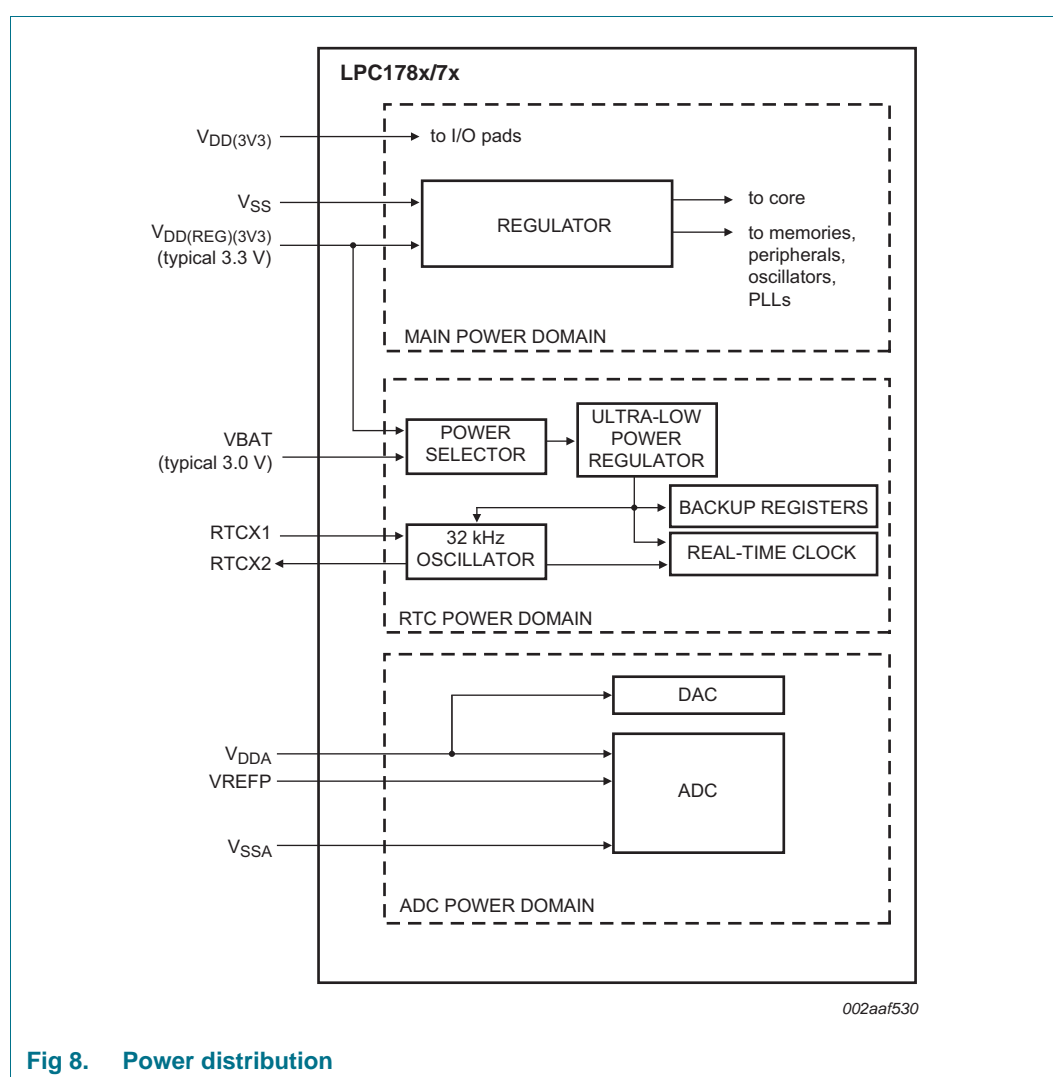 LPC178x/7x
VDD(3V3)
to I/O pads
VSS
REGULATOR
to core
VDD(REG)(3V3)
(typical 3.3 V)
to memories,
peripherals,
oscillators,
PLLs
MAIN POWER DOMAIN
VBAT
(typical 3.0 V)
POWER
SELECTOR
ULTRA-LOW
POWER
REGULATOR
BACKUP REGISTERS
RTCX1
RTCX2
32 kHz
OSCILLATOR
REAL-TIME CLOCK
RTC POWER DOMAIN
DAC
VDDA
VREFP
ADC
VSSA
ADC POWER DOMAIN
002aaf530
Fig 8. Power distribution